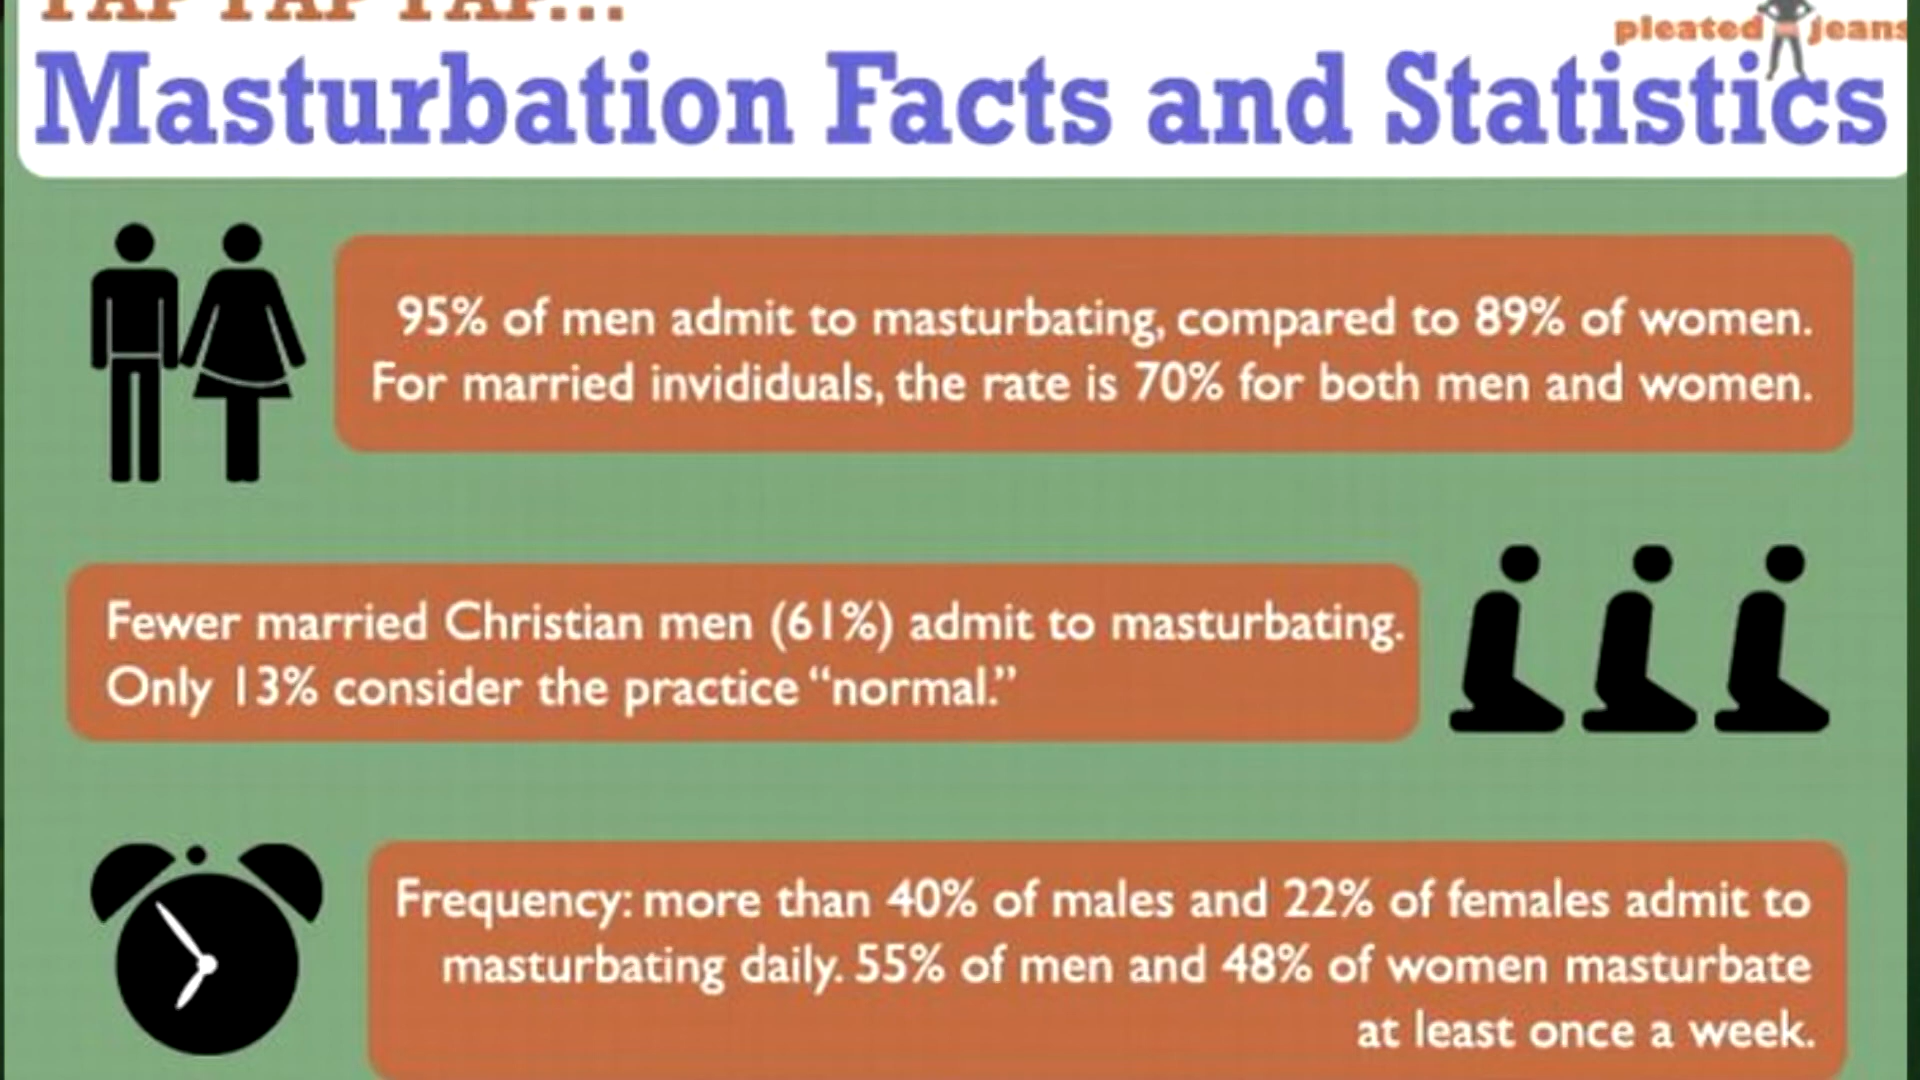 FAP FAP FAP...
pleated jeans
Masturbation Facts and Statistics
95% of men admit to masturbating, compared to 89% of women.
For married invididuals, the rate is 70% for both men and women.
Fewer married Christian men (61%) admit to masturbating.
Only 13% consider the practice “normal.”
Frequency: more than 40% of males and 22% of females admit to
masturbating daily. 55% of men and 48% of women masturbate
at least once a week.